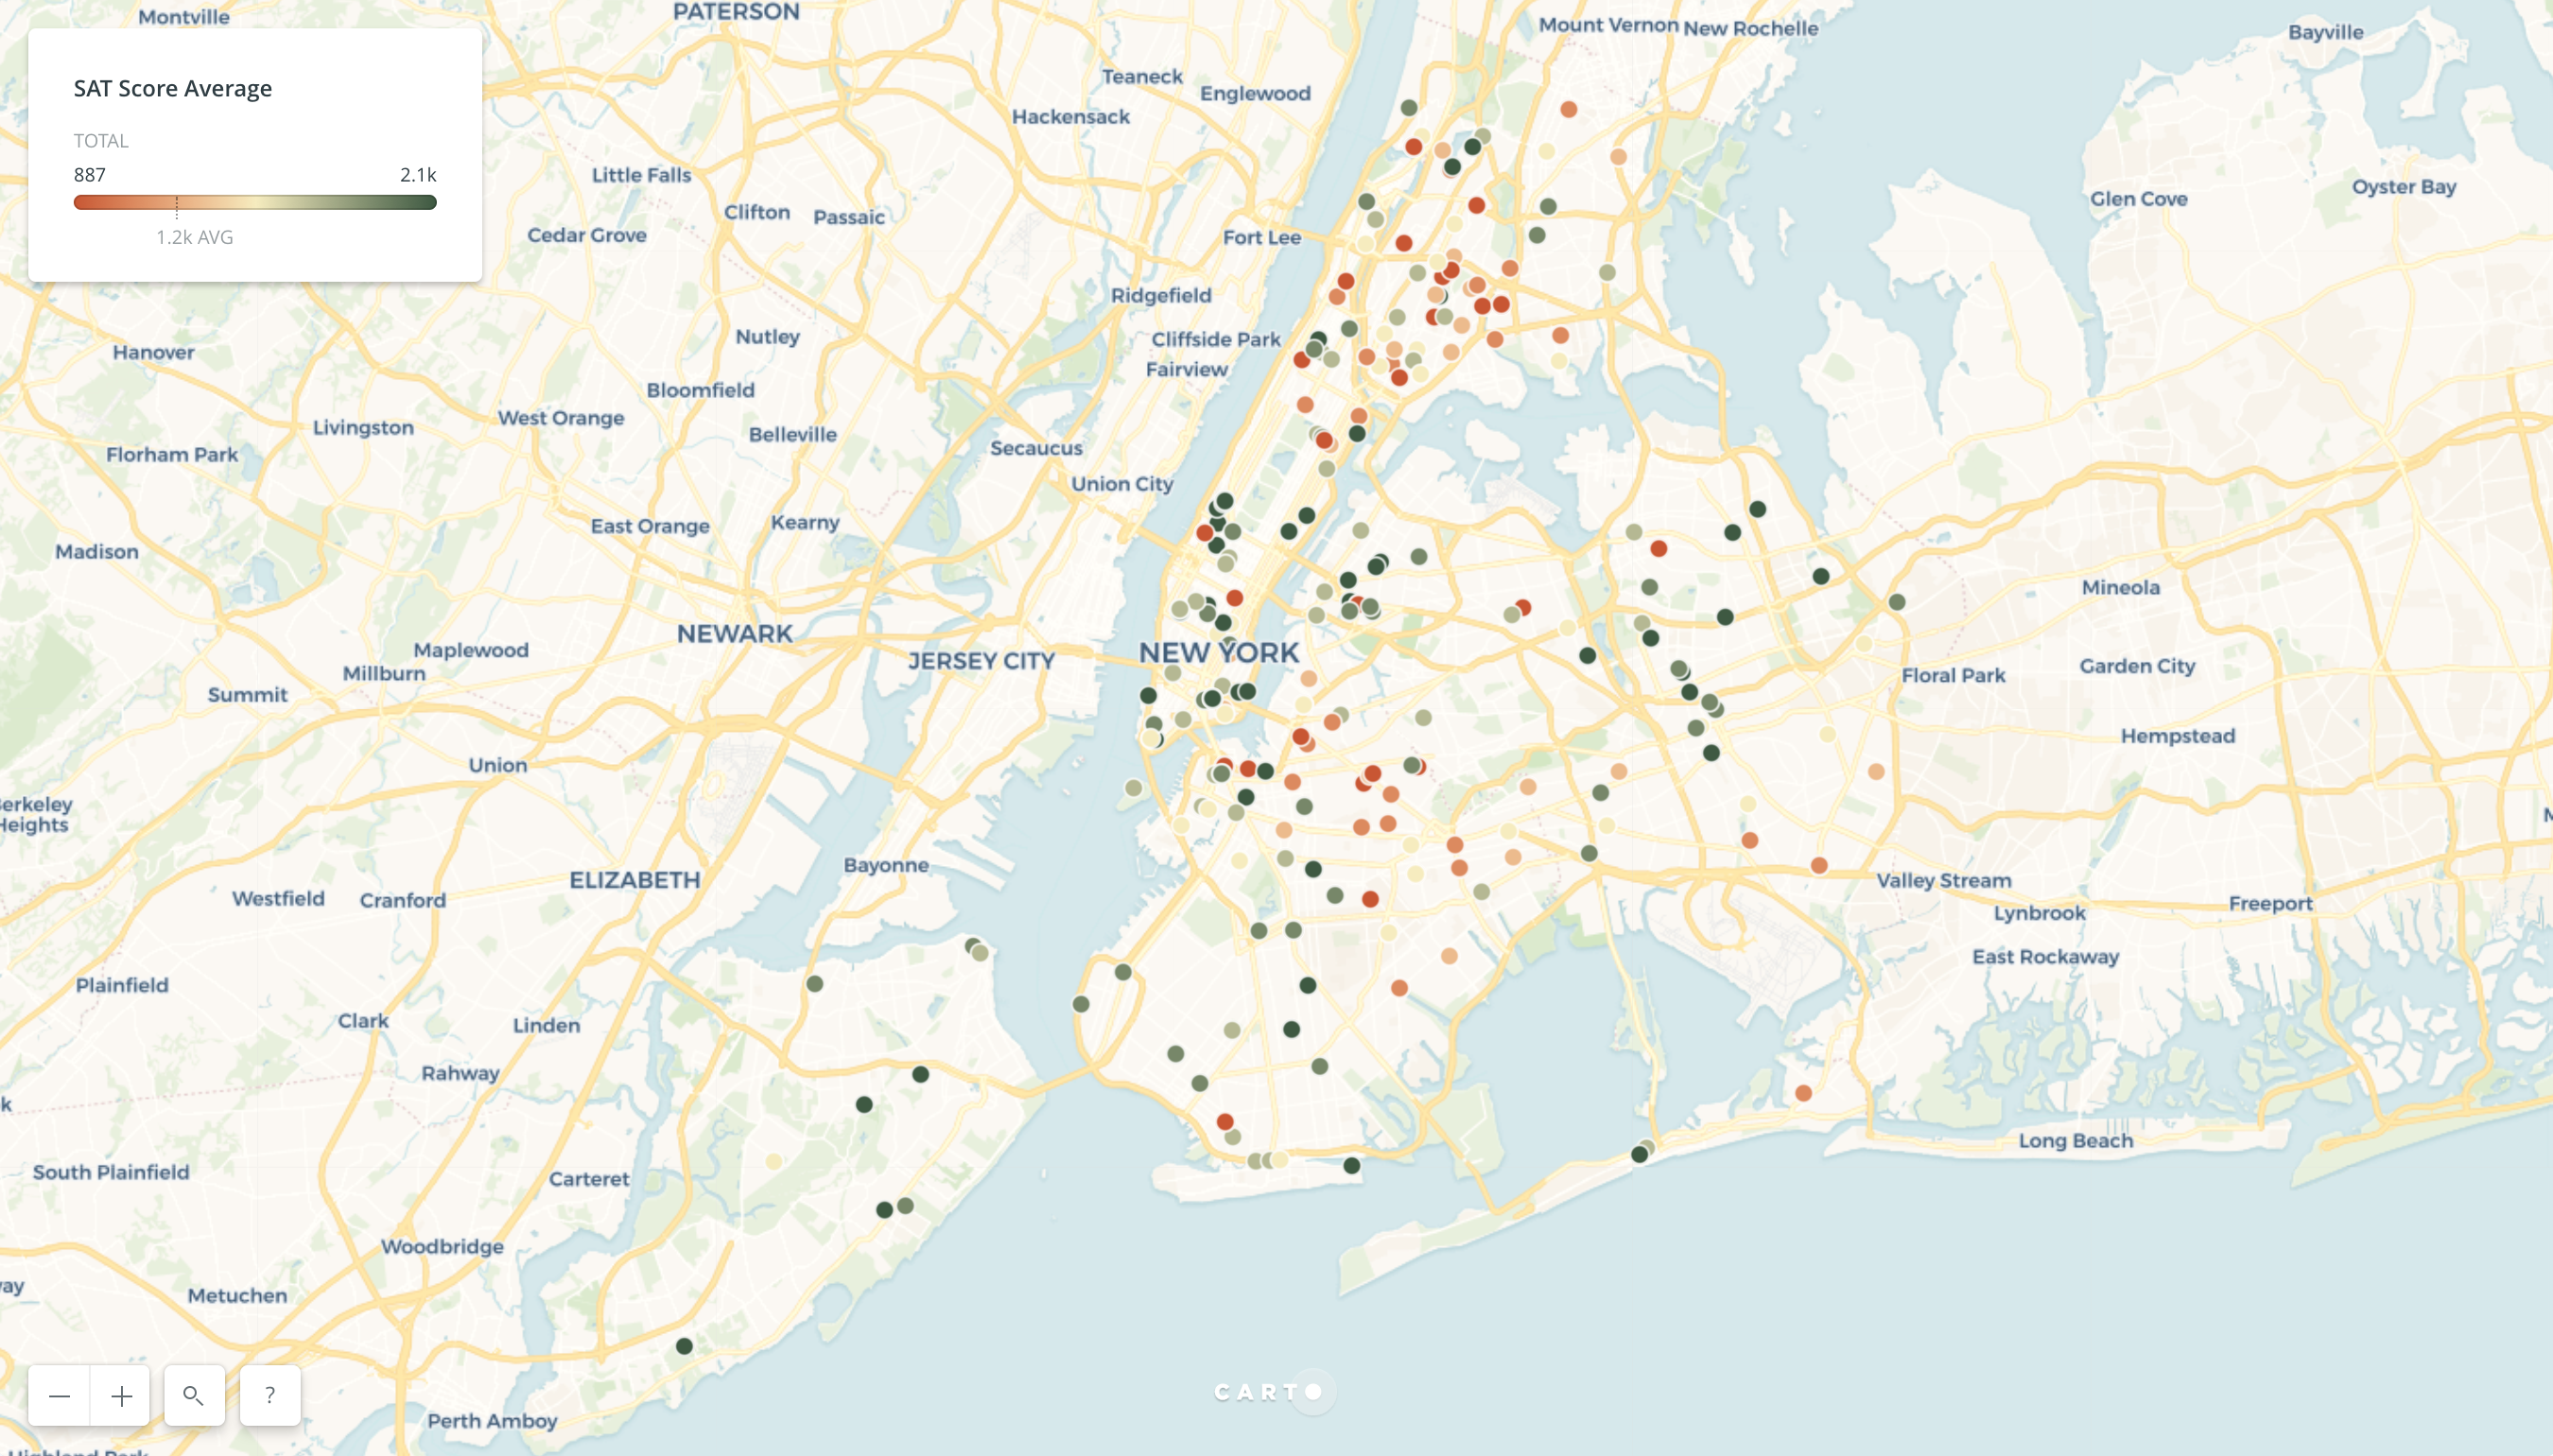 Montville
PATERSON
Mount Vernon
New Rochelle
Bayville
SAT Score Average
TOTAL
887
2.1k
1.2k AVG
Teaneck
Englewood
Hackensack
Little Falls
Clifton
Passaic
Cedar Grove
Fort Lee
Glen Cove
Oyster Bay
Ridgefield
Nutley
Cliffside Park
Hanover
Fairview
Bloomfield
West Orange
Livingston
Belleville
Florham Park
Secaucus
Union City
East Orange
Kearny
Madison
Mineola
NEWARK
Maplewood
NEW YORK
JERSEY CITY
Millburn
Summit
Floral Park
Garden City
Hempstead
Union
erkeley
Heights
Bayonne
ELIZABETH
Valley Stream
Westfield
Cranford
Lynbrook
Freeport
East Rockaway
Plainfield
Clark
Linden
Rahway
k
Long Beach
South Plainfield
Carteret
Woodbridge
way
Metuchen
?
CARTO
Perth Amboy
Highland Park